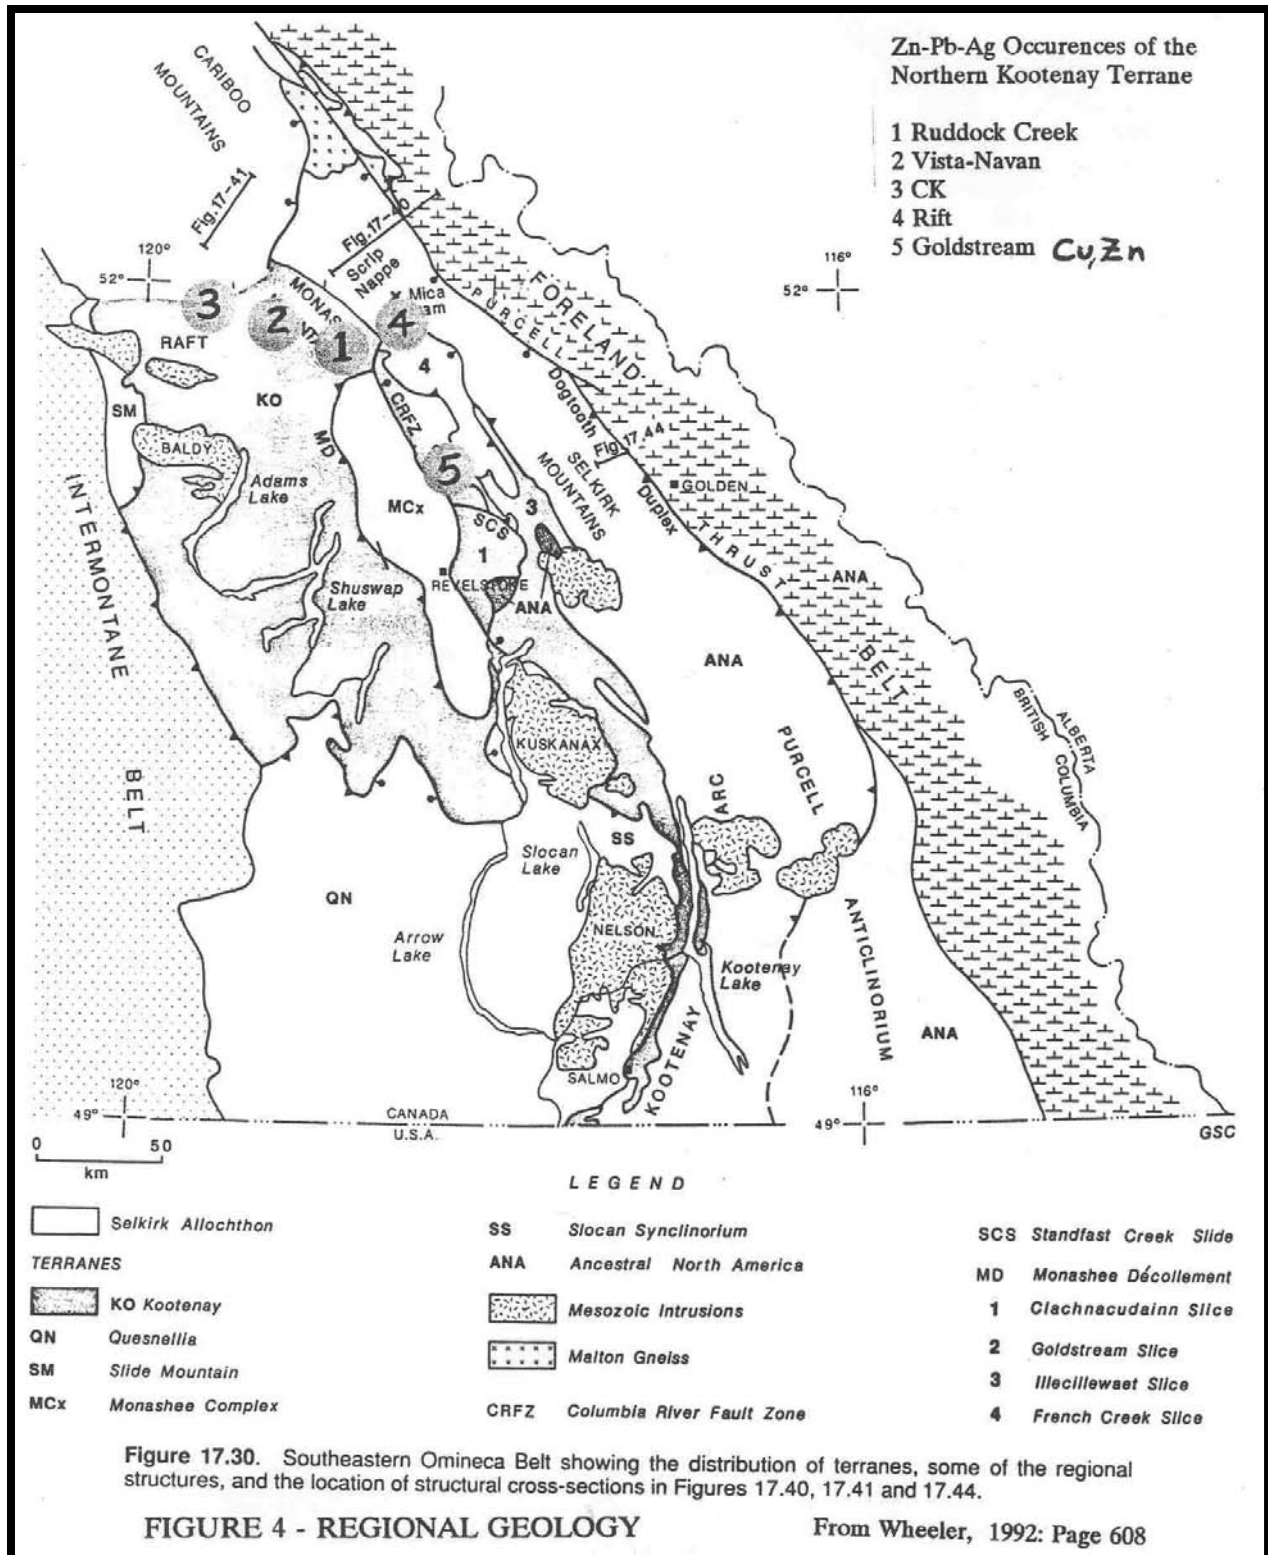 Zn-Pb-Ag Occurences of the
Northern Kootenay Terrane
1 Ruddock Creek
2 Vista-Navan
3 CK
4 Rift
5 Goldstream Cu,Zn
CARIBOO
MOUNTAINS
Fig.17-41
Fig.17-
Scrip
Nappe
Mica
120°
52°
116°
52°
MONAS
3
2
1
4
RAFT
4
FORELAND
PURCELL
KO
CRFZ
Dogtooth
SM
MD
Fig.17.44
BALDY
SELKIRK
MOUNTAINS
5
GOLDEN
Adams
Lake
MCx
3
Duplex
INTERMONTANE
SCS
1
THRUST
ANA
REVELSTOKE
ANA
Shuswap
Lake
ANA
BELT
ALBERTA
BRITISH COLUMBIA
KUSKANAX
PURCELL
BELT
ARC
SS
Slocan
Lake
QN
NELSON
ANTICLINORIUM
Arrow
Lake
Kootenay
Lake
KOOTENAY
ANA
SALMO
120°
49°
116°
49°
CANADA
U.S.A.
GSC
0 50
km
LEGEND
Selkirk Allochthon
TERRANES
KO Kootenay
QN Quesnellia
SM Slide Mountain
MCx Monashee Complex
SS Slocan Synclinorium
ANA Ancestral North America
Mesozoic Intrusions
Malton Gneiss
CRFZ Columbia River Fault Zone
SCS Standfast Creek Slide
MD Monashee Décollement
1 Clachnacudainn Slice
2 Goldstream Slice
3 Illecillewaet Slice
4 French Creek Slice
Figure 17.30. Southeastern Omineca Belt showing the distribution of terranes, some of the regional
structures, and the location of structural cross-sections in Figures 17.40, 17.41 and 17.44.
FIGURE 4 - REGIONAL GEOLOGY From Wheeler, 1992: Page 608